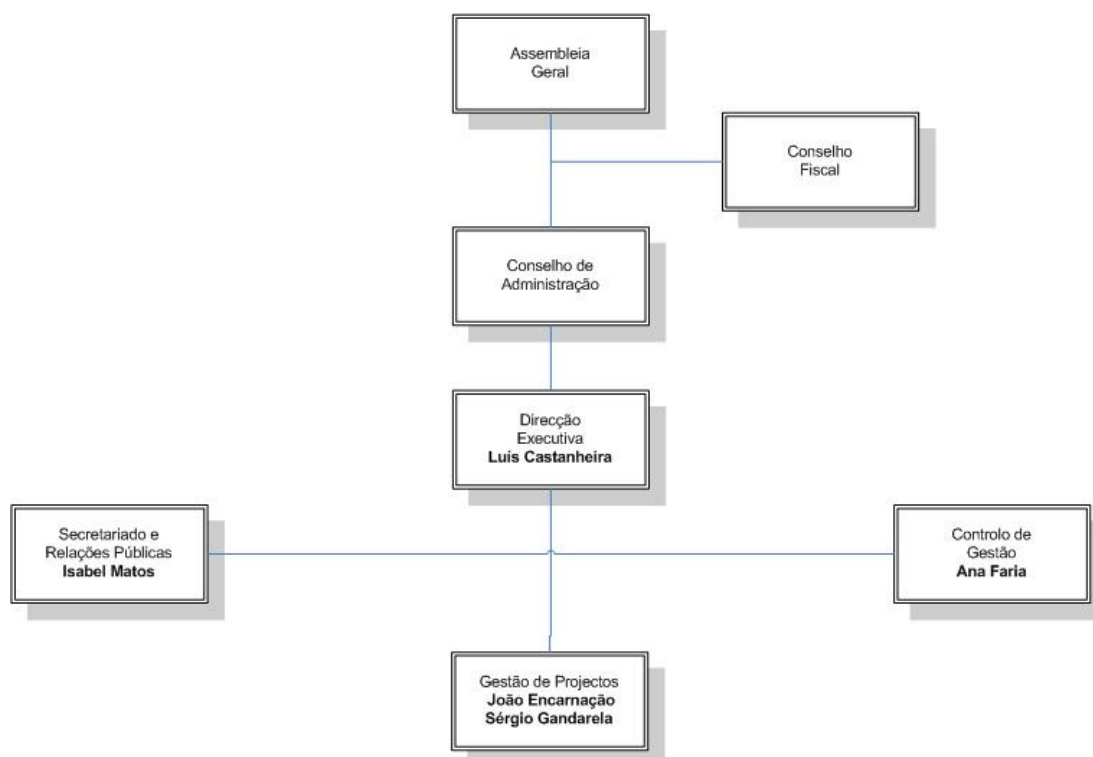 Assembleia
Geral
Conselho
Fiscal
Conselho de
Administração
Direcção
Executiva
Luís Castanheira
Secretariado e
Relações Públicas
Isabel Matos
Controlo de
Gestão
Ana Faria
Gestão de Projectos
João Encarnação
Sérgio Gandarela